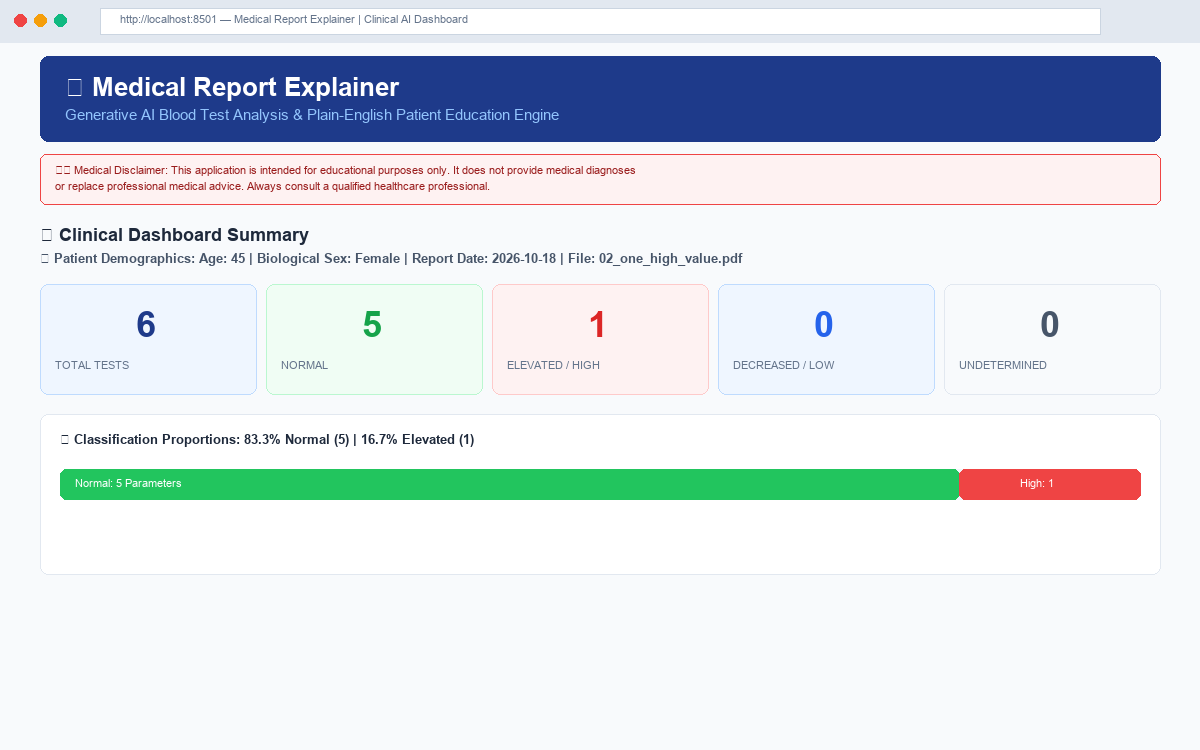 http://localhost:8501 — Medical Report Explainer | Clinical AI Dashboard
Medical Report Explainer
Generative AI Blood Test Analysis & Plain-English Patient Education Engine
Medical Disclaimer: This application is intended for educational purposes only. It does not provide medical diagnoses
or replace professional medical advice. Always consult a qualified healthcare professional.
Clinical Dashboard Summary
Patient Demographics: Age: 45 | Biological Sex: Female | Report Date: 2026-10-18 | File: 02_one_high_value.pdf
6
TOTAL TESTS
5
NORMAL
1
ELEVATED / HIGH
0
DECREASED / LOW
0
UNDETERMINED
Classification Proportions: 83.3% Normal (5) | 16.7% Elevated (1)
Normal: 5 Parameters
High: 1